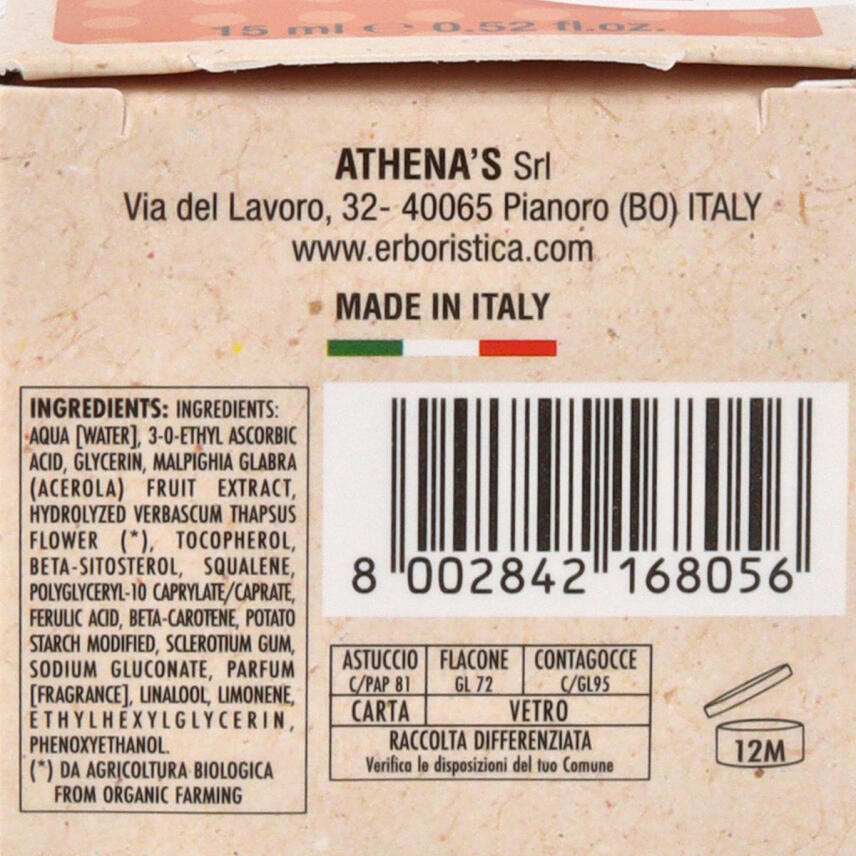 15 ml e 0.52 fl.oz.
ATHENA'S Srl
Via del Lavoro, 32- 40065 Pianoro (BO) ITALY
www.erboristica.com
MADE IN ITALY
INGREDIENTS: INGREDIENTS:
AQUA [WATER], 3-O-ETHYL ASCORBIC
ACID, GLYCERIN, MALPIGHIA GLABRA
(ACEROLA) FRUIT EXTRACT,
HYDROLYZED VERBASCUM THAPSUS
FLOWER (*), TOCOPHEROL,
BETA-SITOSTEROL, SQUALENE,
POLYGLYCERYL-10 CAPRYLATE/CAPRATE,
FERULIC ACID, BETA-CAROTENE, POTATO
STARCH MODIFIED, SCLEROTIUM GUM,
SODIUM GLUCONATE, PARFUM
[FRAGRANCE], LINALOOL, LIMONENE,
ETHYLHEXYLGLYCERIN,
PHENOXYETHANOL.
(*) DA AGRICOLTURA BIOLOGICA
FROM ORGANIC FARMING
8 002842 168056
ASTUCCIO FLACONE CONTAGOCCE
C/PAP 81 GL 72 C/GL95
CARTA VETRO
RACCOLTA DIFFERENZIATA
Verifica le disposizioni del tuo Comune
12M